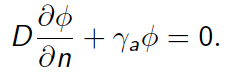 D ∂ϕ/∂n + γₐϕ = 0.